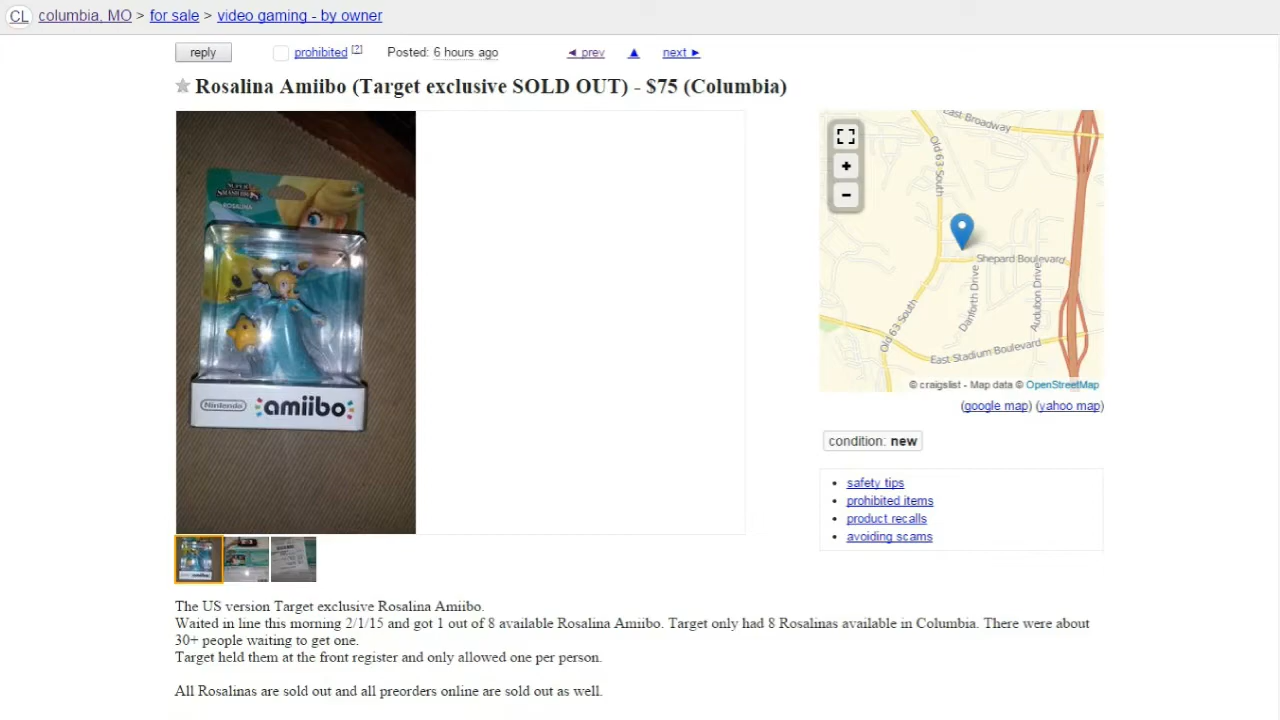 CL columbia, MO > for sale > video gaming - by owner
reply prohibited [?] Posted: 6 hours ago ◄ prev ▲ next ►
Rosalina Amiibo (Target exclusive SOLD OUT) - $75 (Columbia)
SUPER
SMASH BROS
ROSALINA
Nintendo amiibo
East Broadway
Old 63 South
+
−
Shepard Boulevard
Danforth Drive
Audubon Drive
Old 63 South
East Stadium Boulevard
© craigslist - Map data © OpenStreetMap
(google map) (yahoo map)
condition: new
• safety tips
• prohibited items
• product recalls
• avoiding scams
amiibo
The US version Target exclusive Rosalina Amiibo.
Waited in line this morning 2/1/15 and got 1 out of 8 available Rosalina Amiibo. Target only had 8 Rosalinas available in Columbia. There were about
30+ people waiting to get one.
Target held them at the front register and only allowed one per person.
All Rosalinas are sold out and all preorders online are sold out as well.